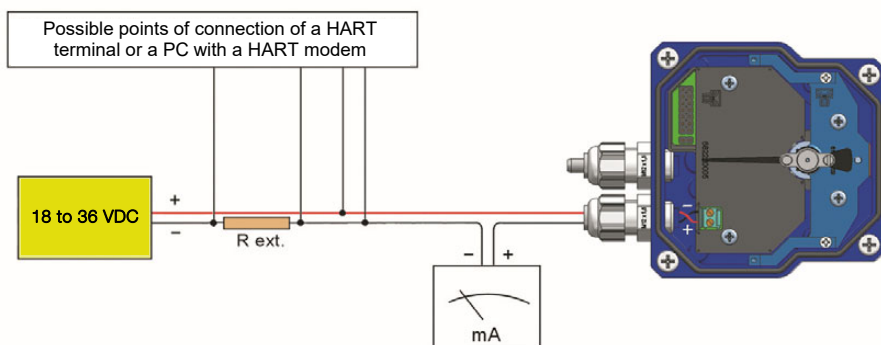 Possible points of connection of a HART
terminal or a PC with a HART modem
18 to 36 VDC
+
−
R ext.
− +
mA
−
+